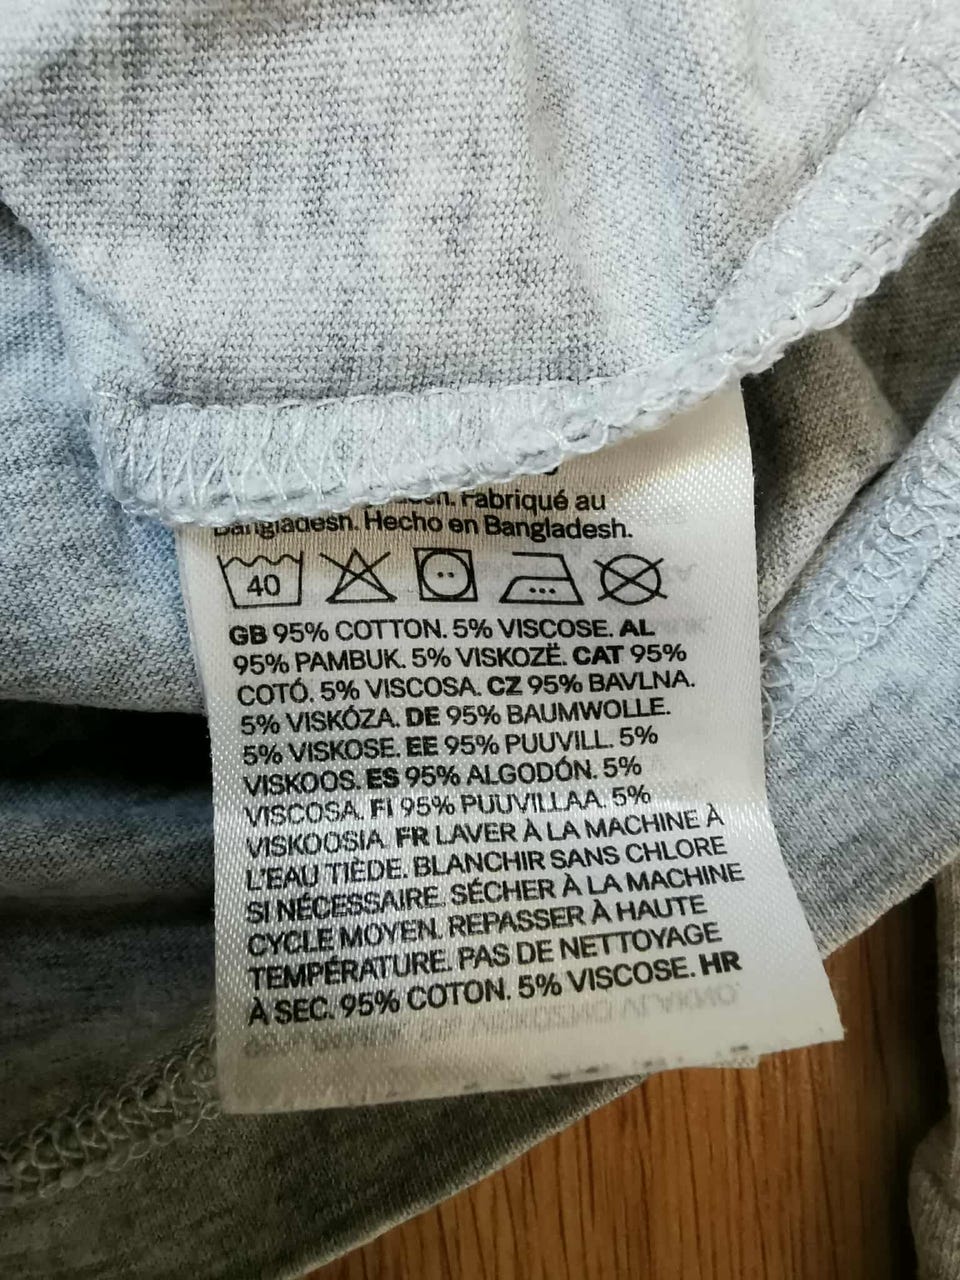 Fabriqué au
Bangladesh. Hecho en Bangladesh.
40
GB 95% COTTON. 5% VISCOSE. AL
95% PAMBUK. 5% VISKOZË. CAT 95%
COTÓ. 5% VISCOSA. CZ 95% BAVLNA.
5% VISKÓZA. DE 95% BAUMWOLLE.
5% VISKOSE. EE 95% PUUVILL. 5%
VISKOOS. ES 95% ALGODÓN. 5%
VISCOSA. FI 95% PUUVILLAA. 5%
VISKOOSIA. FR LAVER À LA MACHINE À
L'EAU TIÈDE. BLANCHIR SANS CHLORE
SI NÉCESSAIRE. SÉCHER À LA MACHINE
CYCLE MOYEN. REPASSER À HAUTE
TEMPÉRATURE. PAS DE NETTOYAGE
À SEC. 95% COTON. 5% VISCOSE. HR